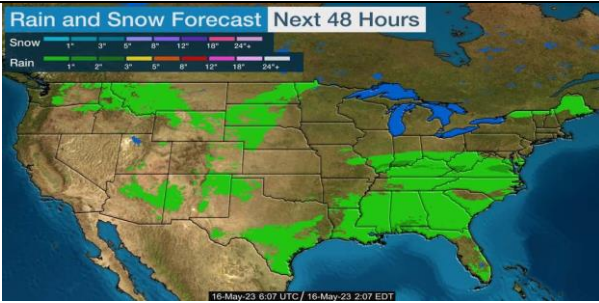 Rain and Snow Forecast Next 48 Hours
Snow 1" 3" 5" 8" 12" 18" 24"+
Rain 1" 2" 3" 5" 8" 12" 18" 24"+
16-May-23 6:07 UTC / 16-May-23 2:07 EDT